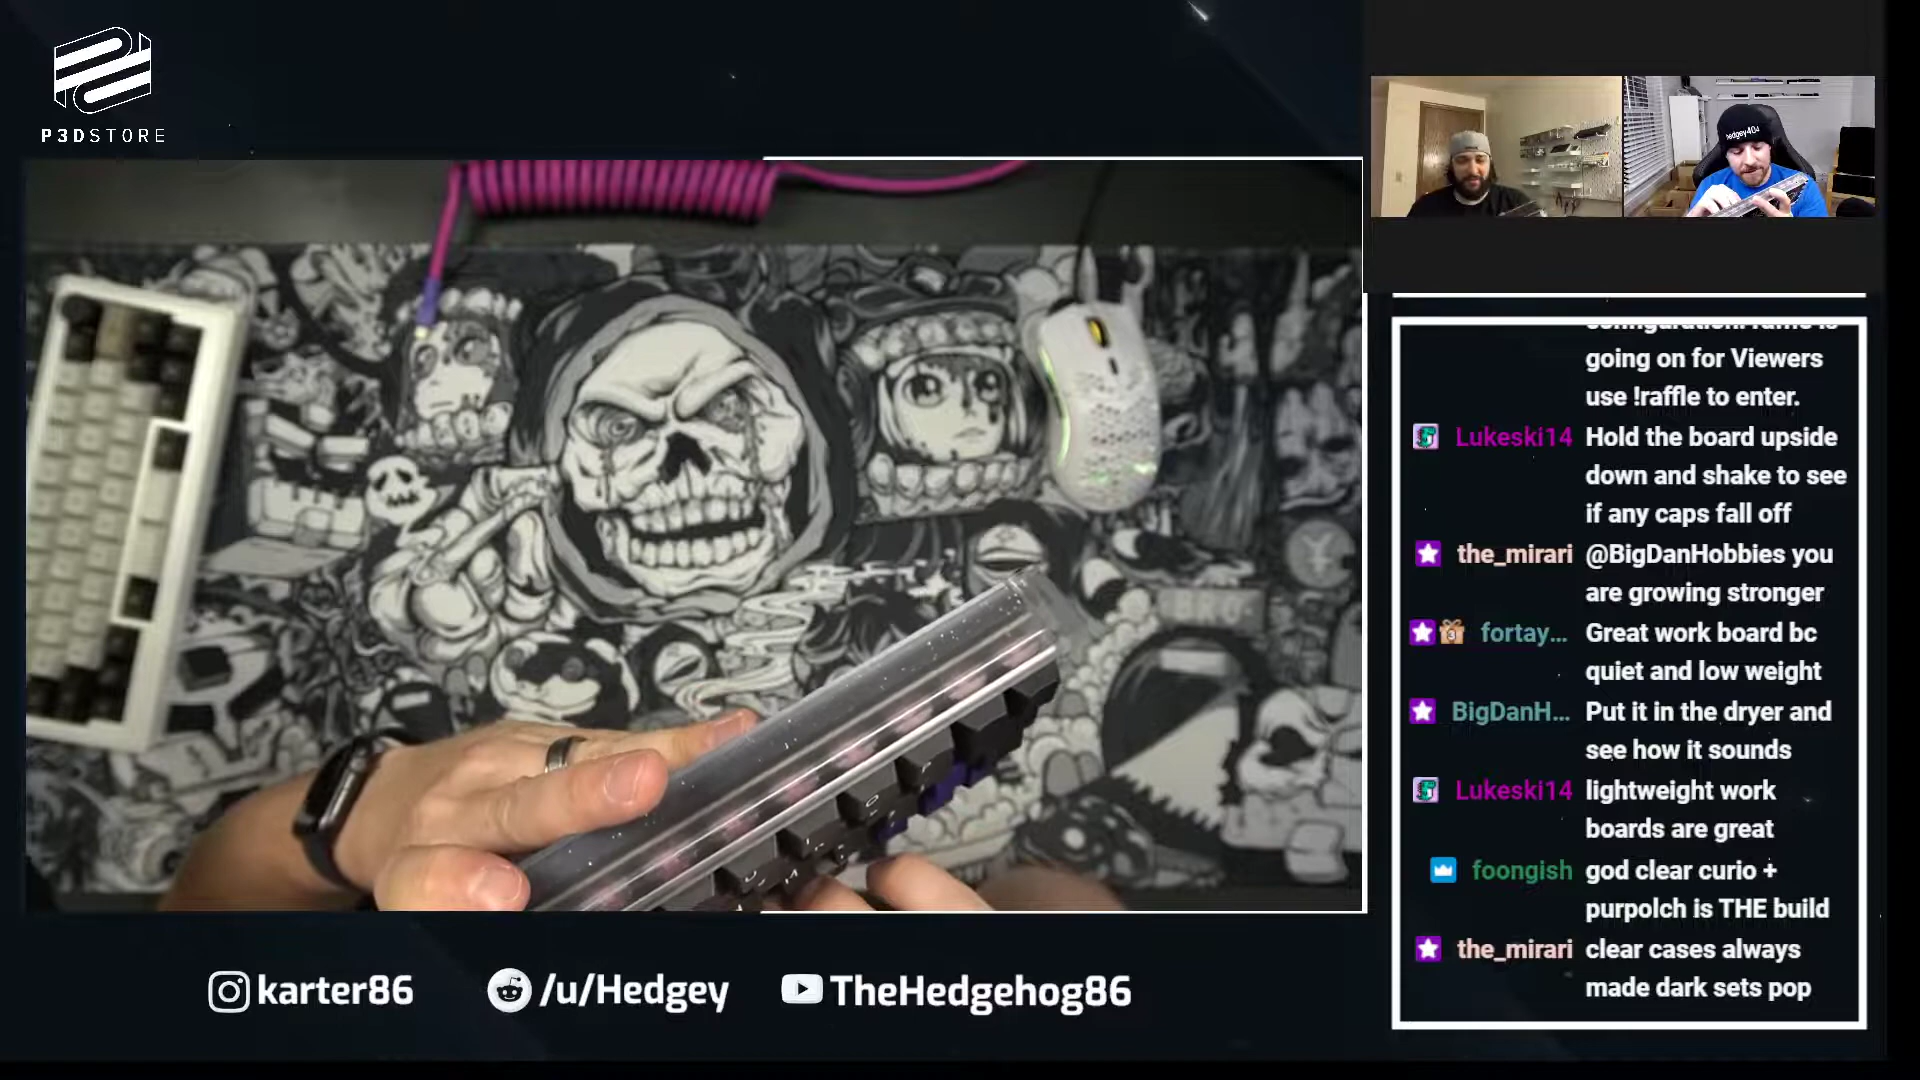 P3DSTORE
hedgey404
going on for Viewers
use !raffle to enter.
Lukeski14 Hold the board upside
down and shake to see
if any caps fall off
the_mirari @BigDanHobbies you
are growing stronger
3 fortay... Great work board bc
quiet and low weight
BigDanH... Put it in the dryer and
see how it sounds
Lukeski14 lightweight work
boards are great
foongish god clear curio +
purpolch is THE build
the_mirari clear cases always
made dark sets pop
karter86 /u/Hedgey TheHedgehog86